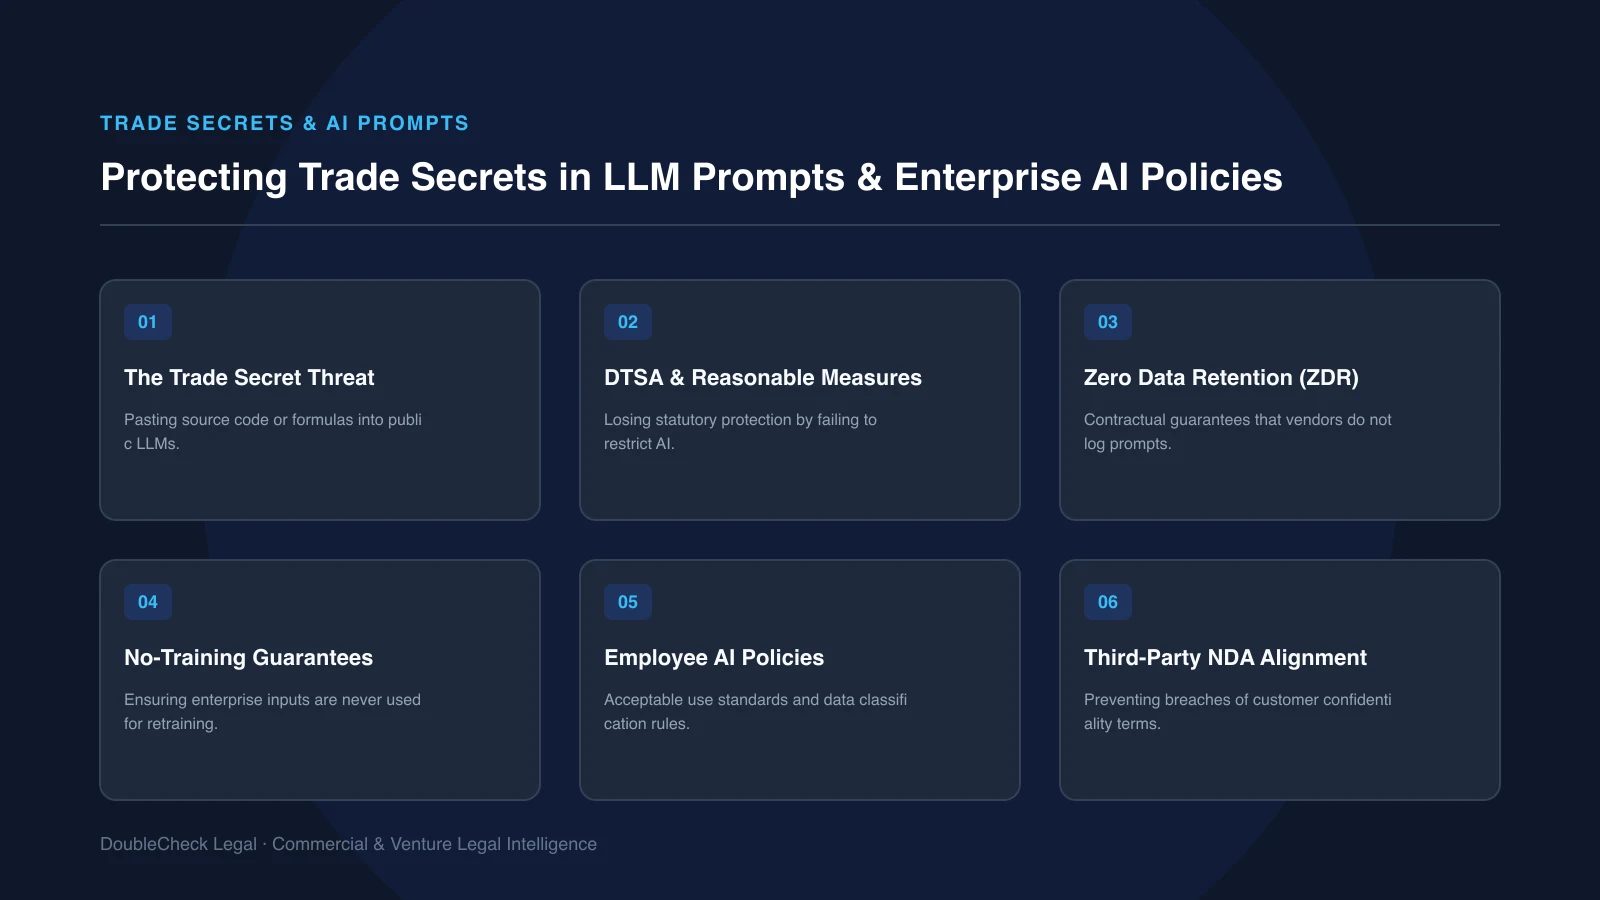 TRADE SECRETS & AI PROMPTS
Protecting Trade Secrets in LLM Prompts & Enterprise AI Policies
01
The Trade Secret Threat
Pasting source code or formulas into publi
c LLMs.
02
DTSA & Reasonable Measures
Losing statutory protection by failing to
restrict AI.
03
Zero Data Retention (ZDR)
Contractual guarantees that vendors do not
log prompts.
04
No-Training Guarantees
Ensuring enterprise inputs are never used
for retraining.
05
Employee AI Policies
Acceptable use standards and data classifi
cation rules.
06
Third-Party NDA Alignment
Preventing breaches of customer confidenti
ality terms.
DoubleCheck Legal · Commercial & Venture Legal Intelligence